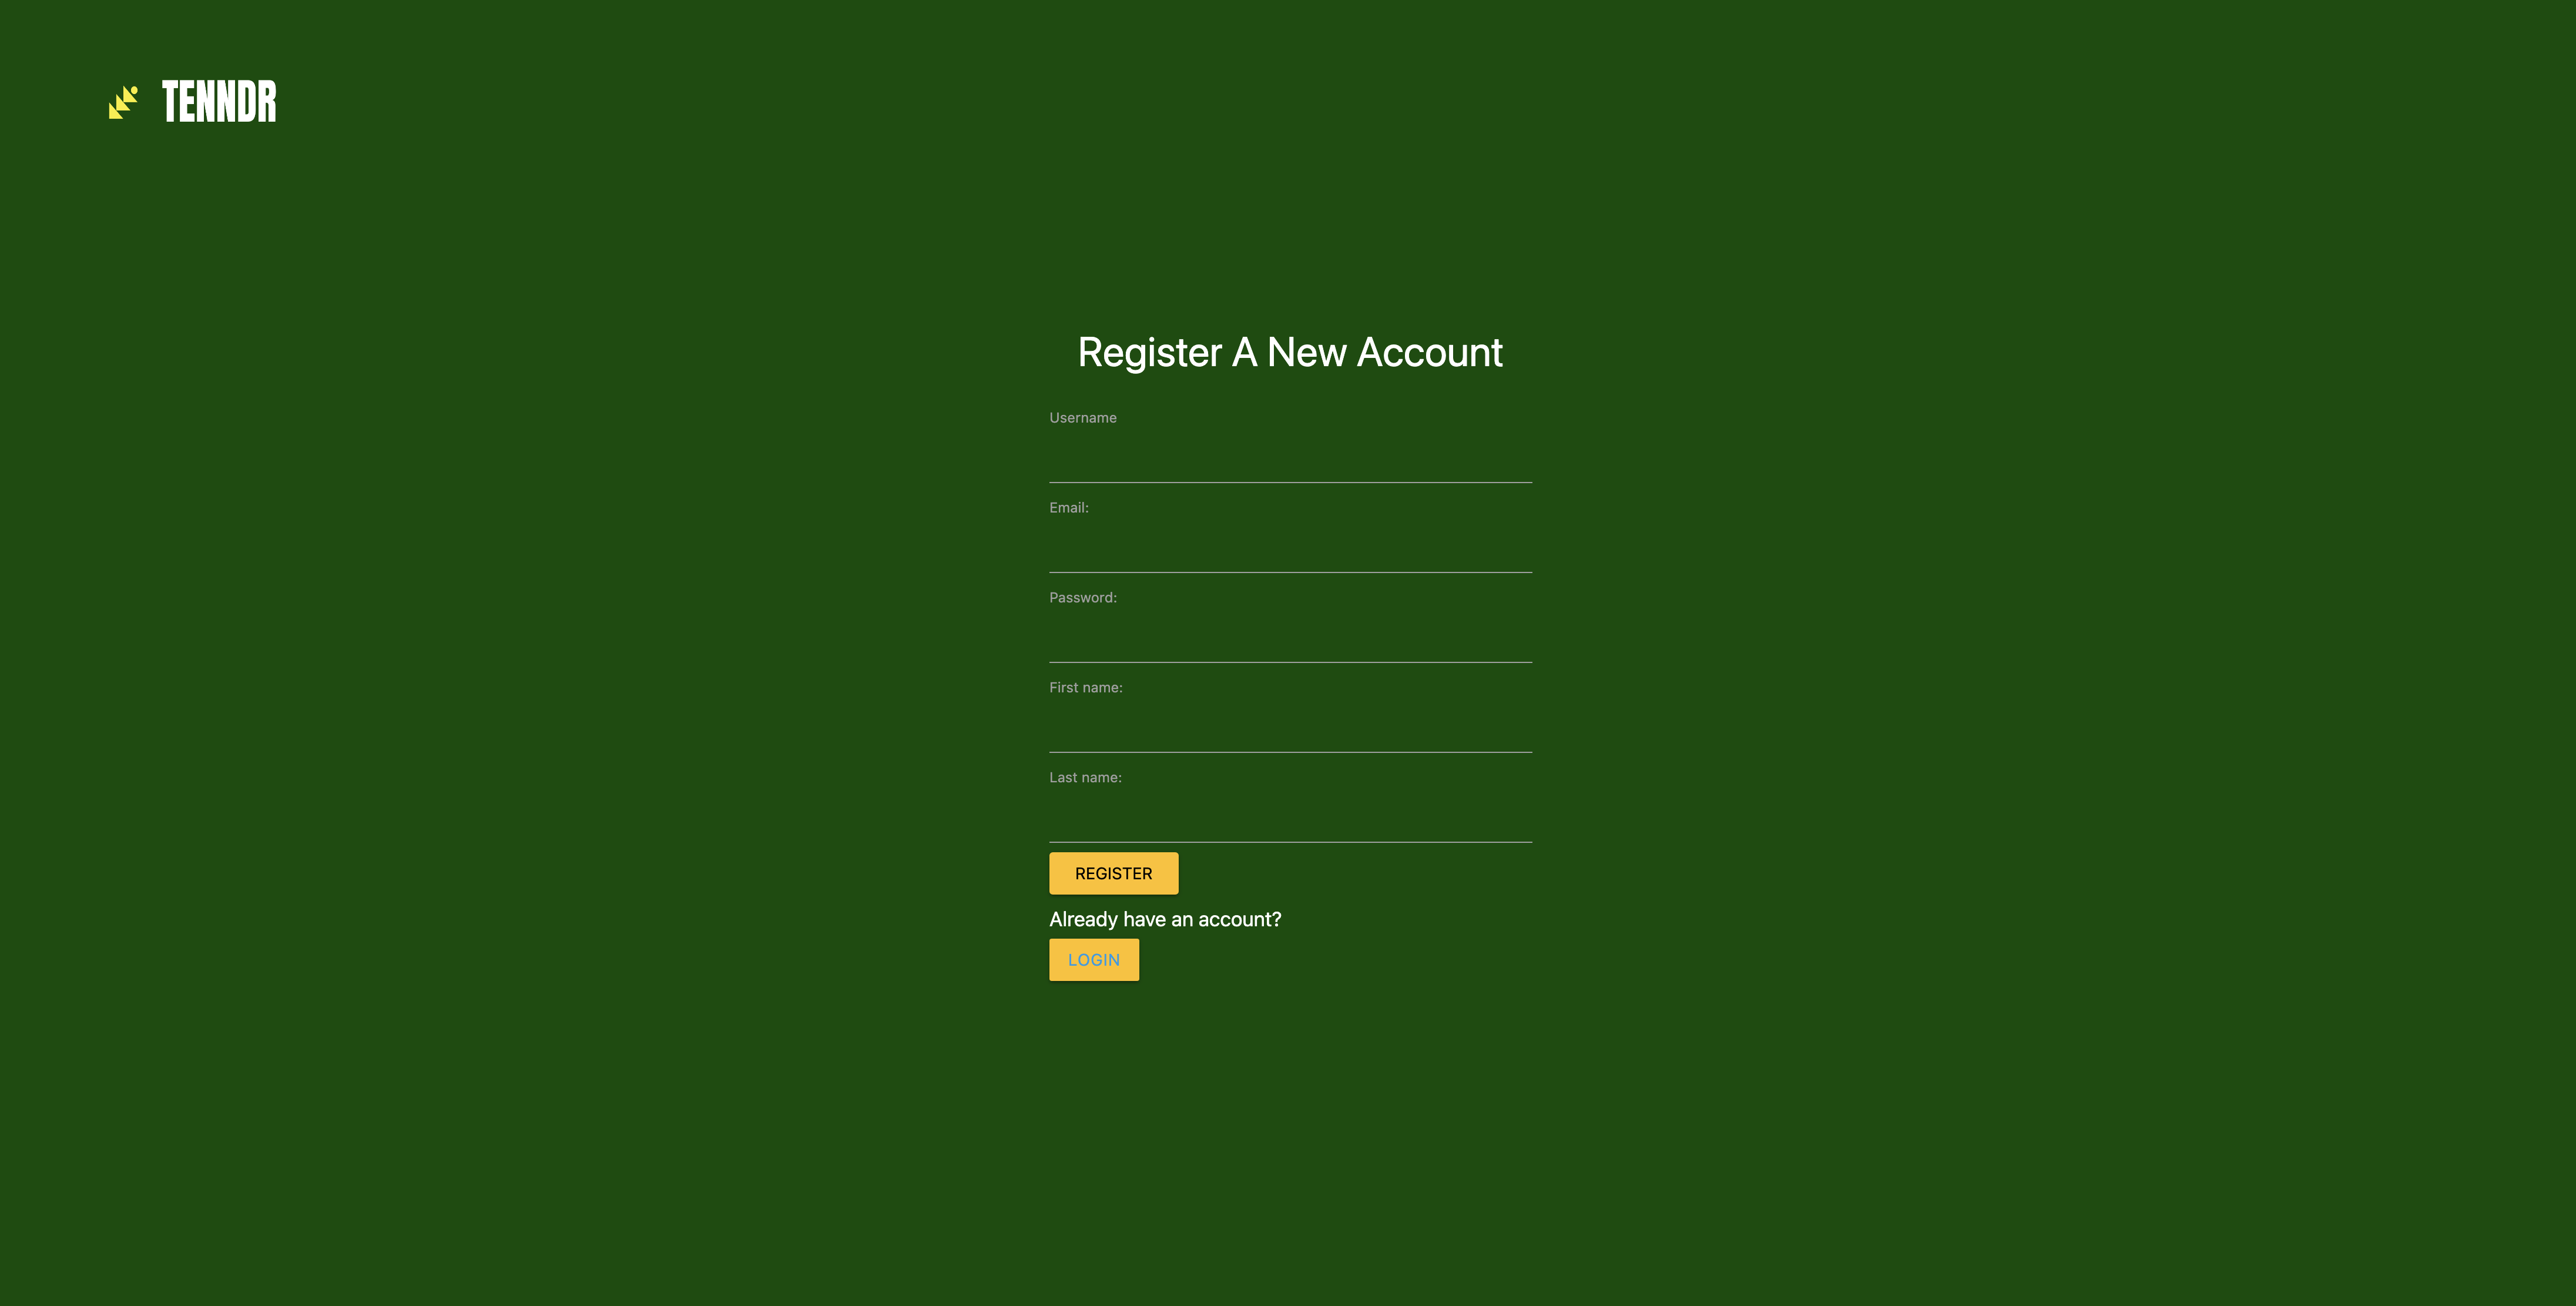 TENNDR
Register A New Account
Username
Email:
Password:
First name:
Last name:
REGISTER
Already have an account?
LOGIN